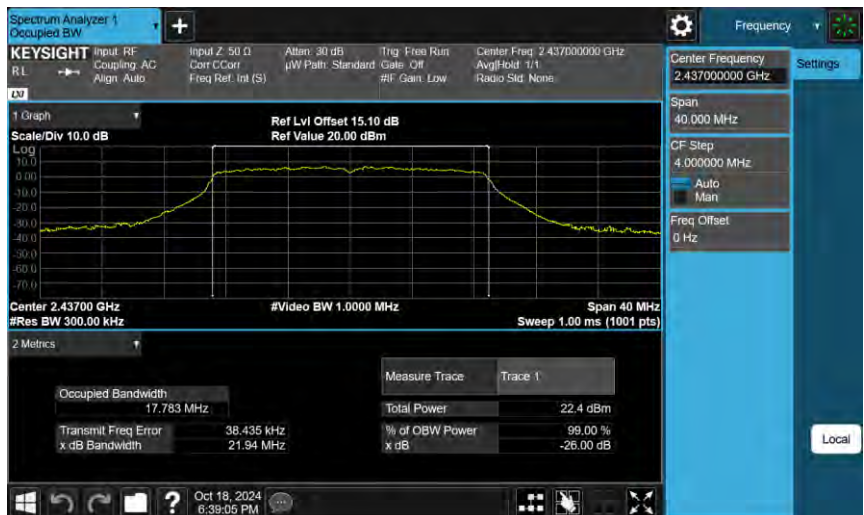 Spectrum Analyzer 1
Occupied BW
+
Frequency
KEYSIGHT
RL
LXI
Input: RF
Coupling: AC
Align: Auto
Input Z: 50 Ω
Corr CCorr
Freq Ref: Int (S)
Atten: 30 dB
µW Path: Standard
Trig: Free Run
Gate: Off
#IF Gain: Low
Center Freq: 2.437000000 GHz
Avg|Hold: 1/1
Radio Std: None
Center Frequency
2.437000000 GHz
Settings
Span
40.000 MHz
CF Step
4.000000 MHz
Auto
Man
Freq Offset
0 Hz
Local
1 Graph
Scale/Div 10.0 dB
Ref Lvl Offset 15.10 dB
Ref Value 20.00 dBm
Log
10.0
0.00
-10.0
-20.0
-30.0
-40.0
-50.0
-60.0
-70.0
Center 2.43700 GHz
#Video BW 1.0000 MHz
Span 40 MHz
#Res BW 300.00 kHz
Sweep 1.00 ms (1001 pts)
2 Metrics
Measure Trace
Trace 1
Occupied Bandwidth
17.783 MHz
Total Power
22.4 dBm
Transmit Freq Error
38.435 kHz
% of OBW Power
99.00 %
x dB Bandwidth
21.94 MHz
x dB
-26.00 dB
?
Oct 18, 2024
6:39:05 PM